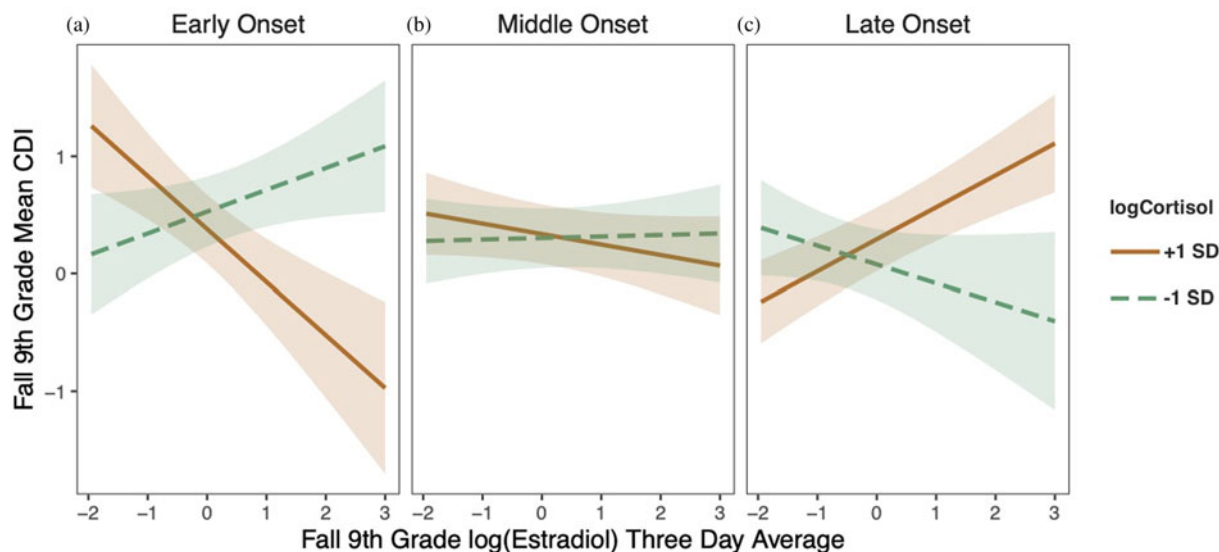 (a) Early Onset (b) Middle Onset (c) Late Onset
Fall 9th Grade Mean CDI
1
0
−1
−2 −1 0 1 2 3 −2 −1 0 1 2 3 −2 −1 0 1 2 3
Fall 9th Grade log(Estradiol) Three Day Average
logCortisol
+1 SD
-1 SD